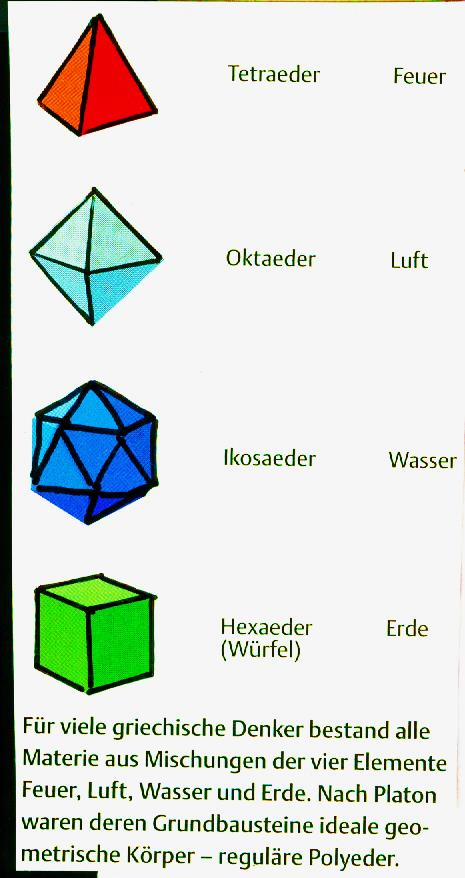 Tetraeder Feuer
Oktaeder Luft
Ikosaeder Wasser
Hexaeder Erde
(Würfel)
Für viele griechische Denker bestand alle
Materie aus Mischungen der vier Elemente
Feuer, Luft, Wasser und Erde. Nach Platon
waren deren Grundbausteine ideale geo-
metrische Körper – reguläre Polyeder.